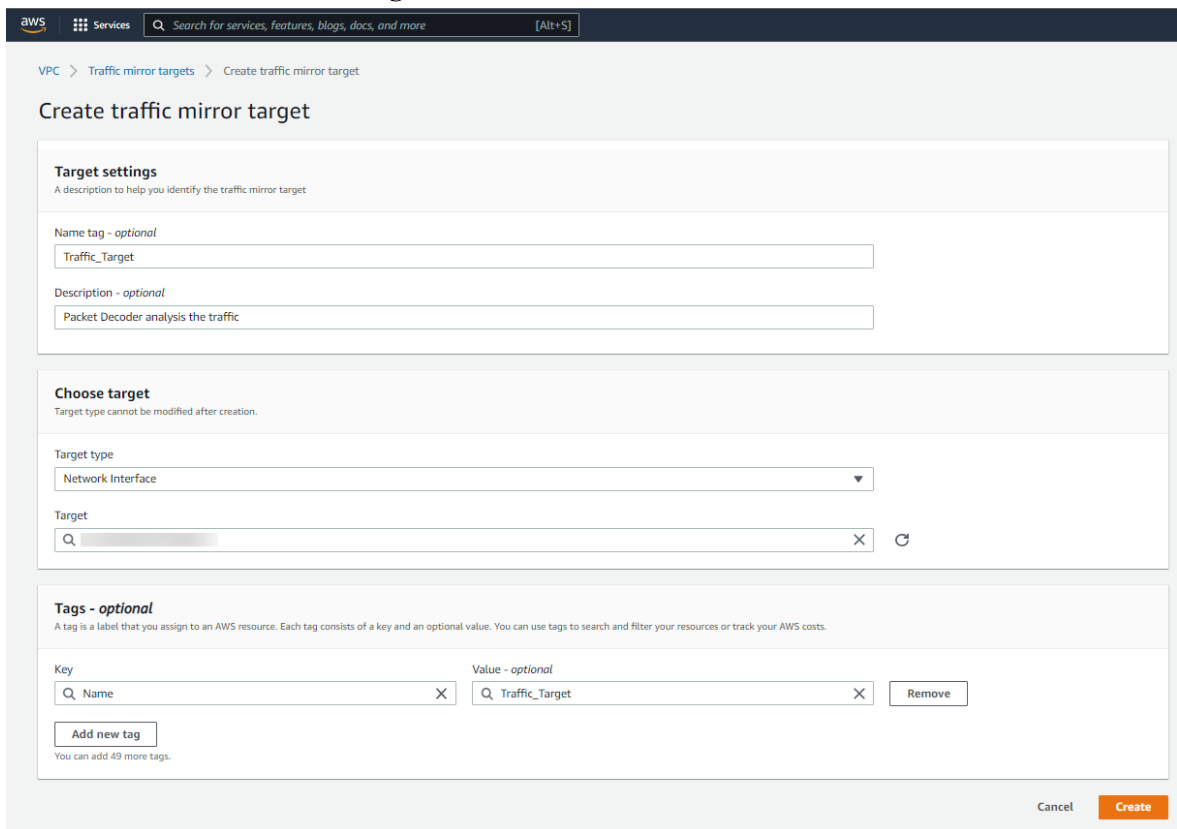 aws Services Search for services, features, blogs, docs, and more [Alt+S]
VPC > Traffic mirror targets > Create traffic mirror target
Create traffic mirror target
Target settings
A description to help you identify the traffic mirror target
Name tag - optional
Traffic_Target
Description - optional
Packet Decoder analysis the traffic
Choose target
Target type cannot be modified after creation.
Target type
Network Interface
Target
Tags - optional
A tag is a label that you assign to an AWS resource. Each tag consists of a key and an optional value. You can use tags to search and filter your resources or track your AWS costs.
Key Value - optional
Name Traffic_Target Remove
Add new tag
You can add 49 more tags.
Cancel Create